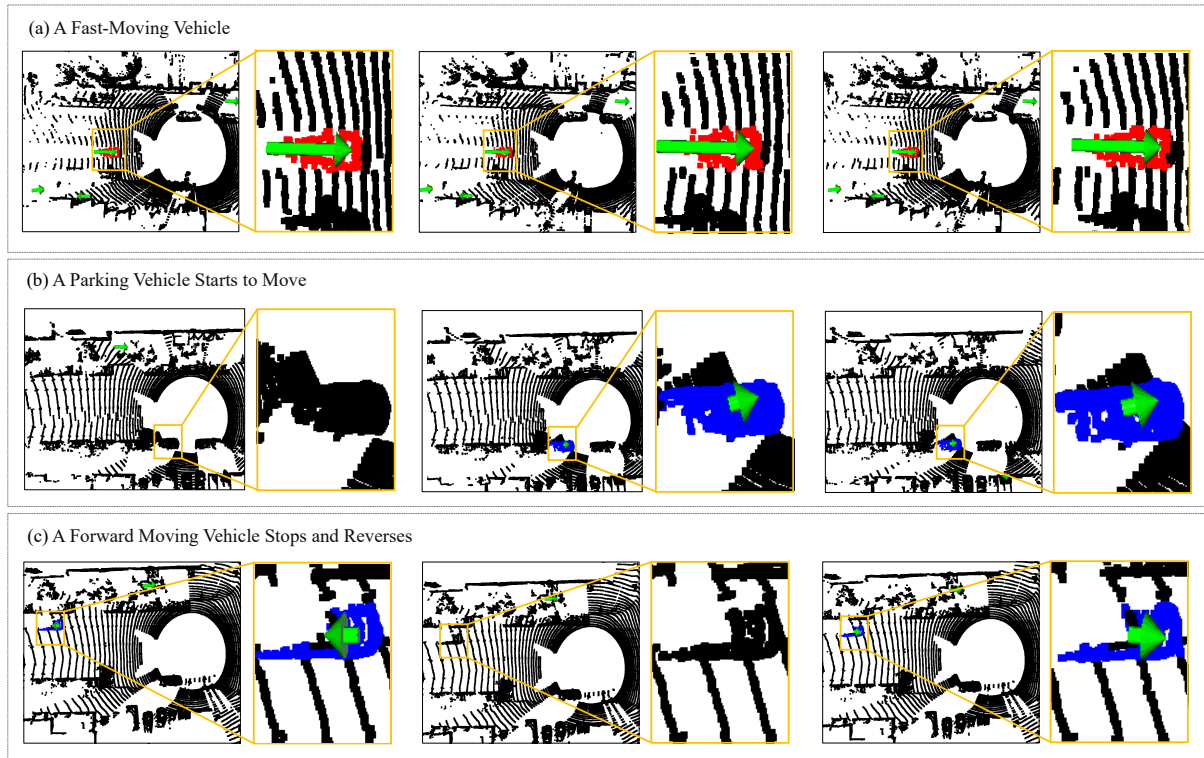 (a) A Fast-Moving Vehicle
(b) A Parking Vehicle Starts to Move
(c) A Forward Moving Vehicle Stops and Reverses